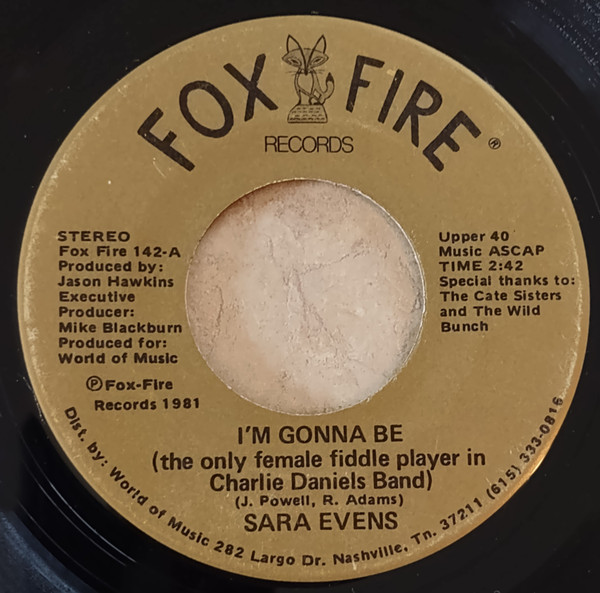 FOX FIRE ®
RECORDS
STEREO
Fox Fire 142-A
Produced by:
Jason Hawkins
Executive
Producer:
Mike Blackburn
Produced for:
World of Music
Ⓟ Fox-Fire
Records 1981
Upper 40
Music ASCAP
TIME 2:42
Special thanks to:
The Cate Sisters
and The Wild
Bunch
I'M GONNA BE
(the only female fiddle player in
Charlie Daniels Band)
(J. Powell, R. Adams)
SARA EVENS
Dist. by: World of Music 282 Largo Dr. Nashville, Tn. 37211 (615) 333-0816